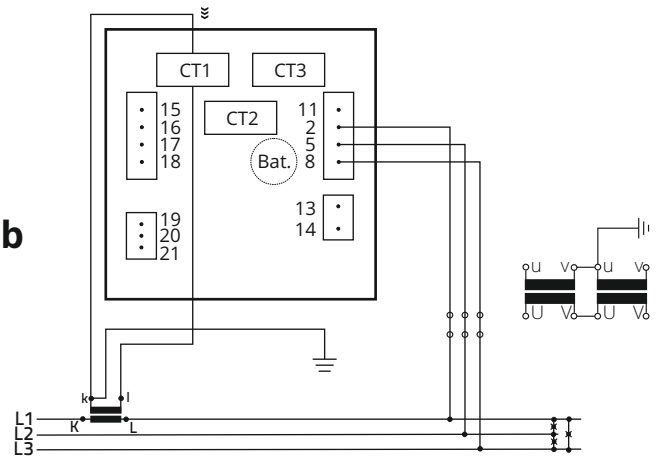 CT1 CT3
CT2
15 11
16 2
17 5
18 Bat. 8
13
14
19
20
21
b
u v u v
U V U V
k l
K L
L1
L2
L3